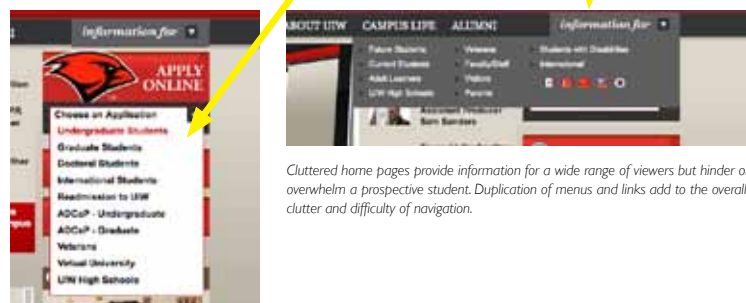 information for
APPLY
ONLINE
Choose an Application
Undergraduate Students
Graduate Students
Doctoral Students
International Students
Readmission to UIW
ADCaP - Undergraduate
ADCaP - Graduate
Veterans
Virtual University
UIW High Schools
ABOUT UIW CAMPUS LIFE ALUMNI information for
Future Students Veterans Students with Disabilities
Current Students Faculty/Staff International
Adult Learners Visitors
UIW High Schools Parents
Assistant Producer
Sam Sanders
Cluttered home pages provide information for a wide range of viewers but hinder o
overwhelm a prospective student. Duplication of menus and links add to the overall
clutter and difficulty of navigation.